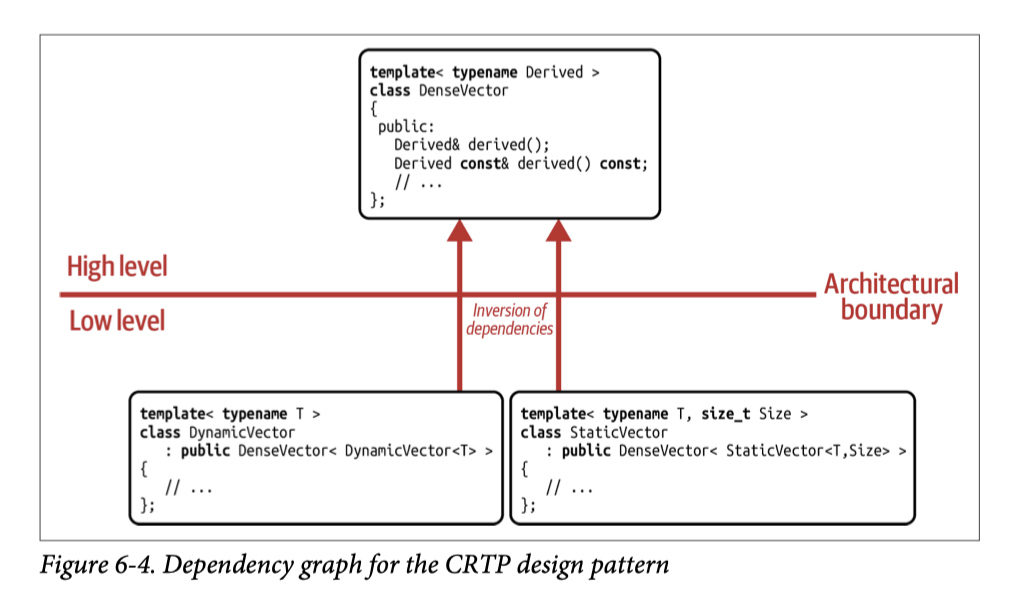 template< typename Derived >
class DenseVector
{
 public:
   Derived& derived();
   Derived const& derived() const;
   // ...
};
High level
Low level
Inversion of
dependencies
Architectural
boundary
template< typename T >
class DynamicVector
   : public DenseVector< DynamicVector<T> >
{
   // ...
};
template< typename T, size_t Size >
class StaticVector
   : public DenseVector< StaticVector<T,Size> >
{
   // ...
};
Figure 6-4. Dependency graph for the CRTP design pattern